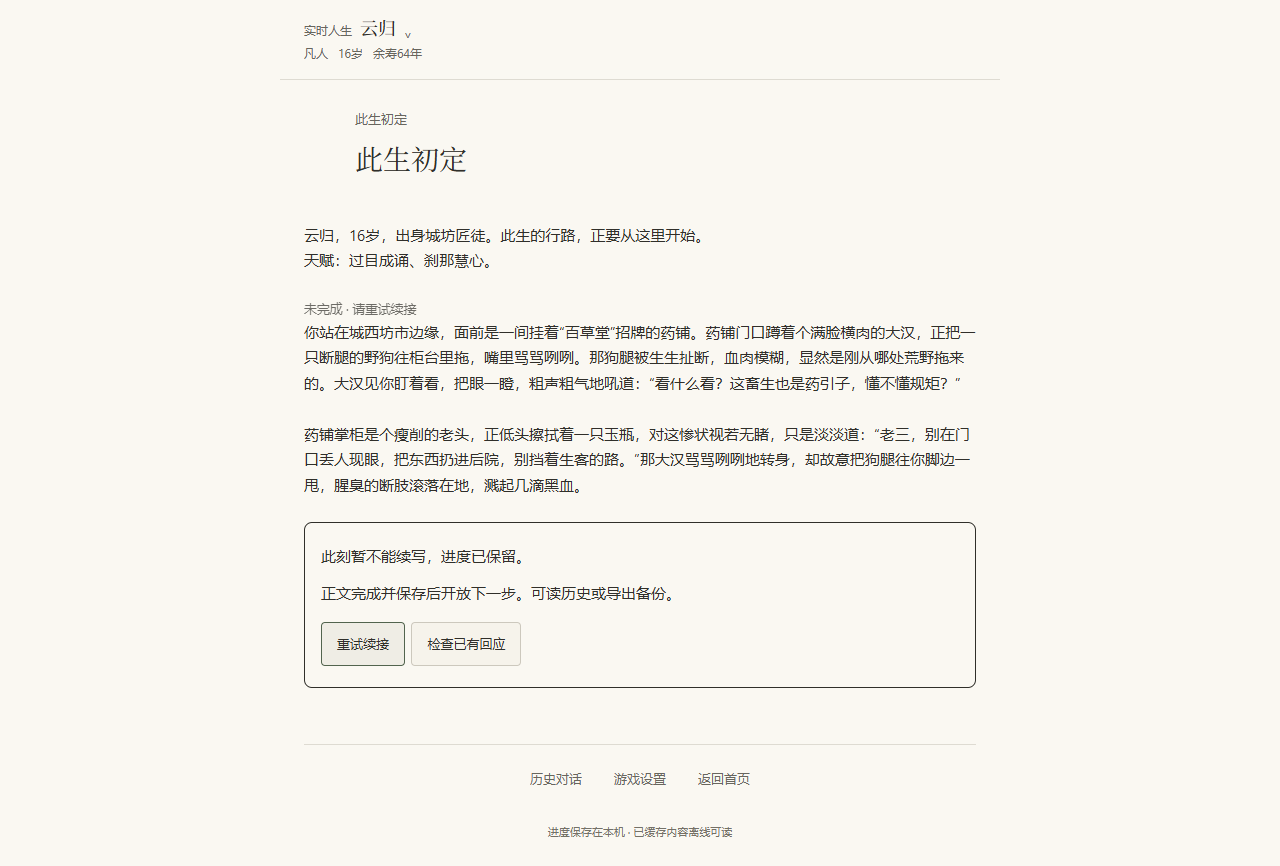 实时人生 云归 ˅
凡人 16岁 余寿64年
此生初定
此生初定
云归，16岁，出身城坊匠徒。此生的行路，正要从这里开始。
天赋：过目成诵、刹那慧心。
未完成 · 请重试续接
你站在城西坊市边缘，面前是一间挂着“百草堂”招牌的药铺。药铺门口蹲着个满脸横肉的大汉，正把一
只断腿的野狗往柜台里拖，嘴里骂骂咧咧。那狗腿被生生扯断，血肉模糊，显然是刚从哪处荒野拖来
的。大汉见你盯着看，把眼一瞪，粗声粗气地吼道：“看什么看？这畜生也是药引子，懂不懂规矩？”
药铺掌柜是个瘦削的老头，正低头擦拭着一只玉瓶，对这惨状视若无睹，只是淡淡道：“老三，别在门
口丢人现眼，把东西扔进后院，别挡着生客的路。”那大汉骂骂咧咧地转身，却故意把狗腿往你脚边一
甩，腥臭的断肢滚落在地，溅起几滴黑血。
此刻暂不能续写，进度已保留。
正文完成并保存后开放下一步。可读历史或导出备份。
重试续接 检查已有回应
历史对话 游戏设置 返回首页
进度保存在本机 · 已缓存内容离线可读